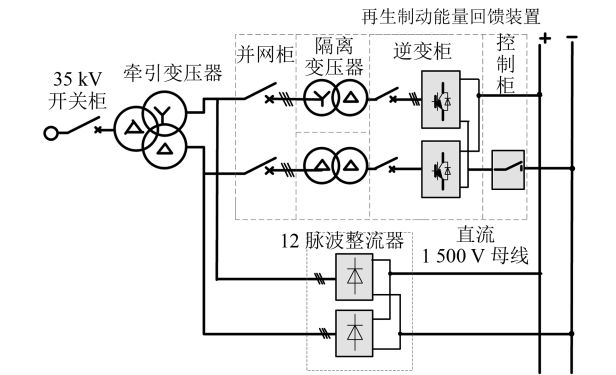 再生制动能量回馈装置
+ −
并网柜
隔离
变压器
逆变柜
控
制
柜
35 kV
开关柜
牵引变压器
12 脉波整流器
直流
1 500 V 母线